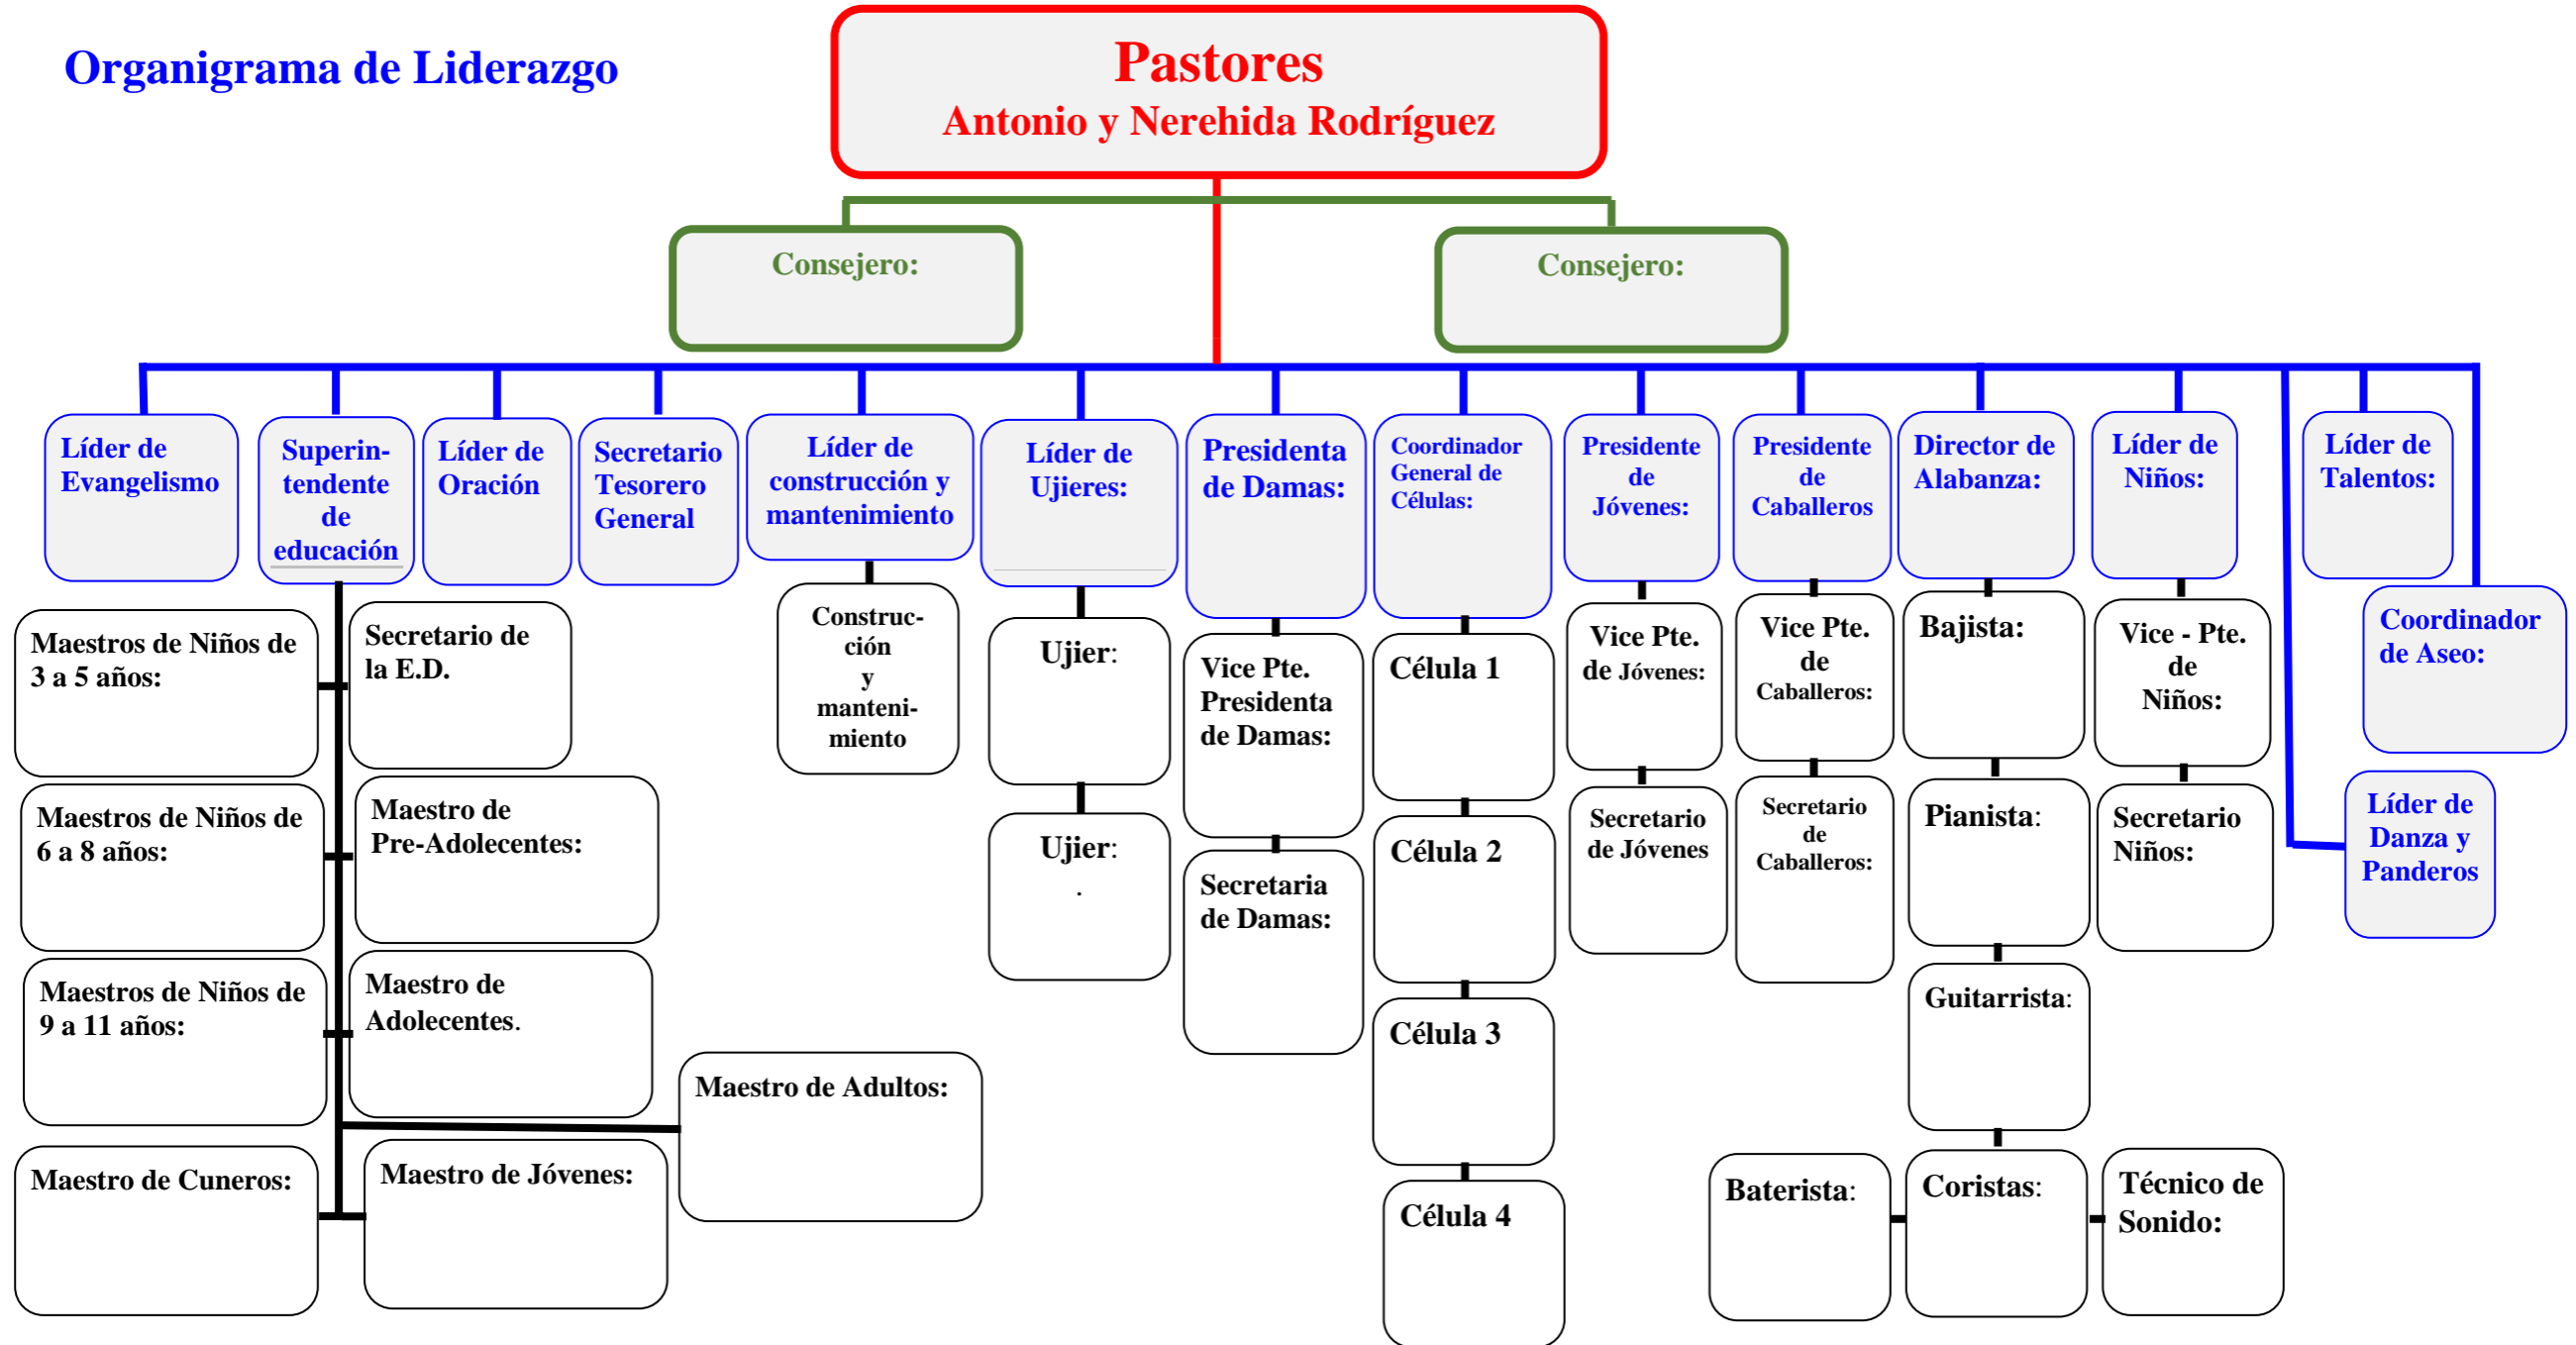 Organigrama de Liderazgo
Pastores
Antonio y Nerehida Rodríguez
Consejero:
Consejero:
Líder de
Evangelismo
Superin-
tendente
de
educación
Líder de
Oración
Secretario
Tesorero
General
Líder de
construcción y
mantenimiento
Líder de
Ujieres:
Presidenta
de Damas:
Coordinador
General de
Células:
Presidente
de
Jóvenes:
Presidente
de
Caballeros
Director de
Alabanza:
Líder de
Niños:
Líder de
Talentos:
Coordinador
de Aseo:
Líder de
Danza y
Panderos
Maestros de Niños de
3 a 5 años:
Secretario de
la E.D.
Maestros de Niños de
6 a 8 años:
Maestro de
Pre-Adolecentes:
Maestros de Niños de
9 a 11 años:
Maestro de
Adolecentes.
Maestro de Adultos:
Maestro de Cuneros:
Maestro de Jóvenes:
Construc-
ción
y
manteni-
miento
Ujier:
Ujier:
.
Vice Pte.
Presidenta
de Damas:
Secretaria
de Damas:
Célula 1
Célula 2
Célula 3
Célula 4
Vice Pte.
de Jóvenes:
Secretario
de Jóvenes
Vice Pte.
de
Caballeros:
Secretario
de
Caballeros:
Bajista:
Pianista:
Guitarrista:
Baterista:
Coristas:
Técnico de
Sonido:
Vice - Pte.
de
Niños:
Secretario
Niños: